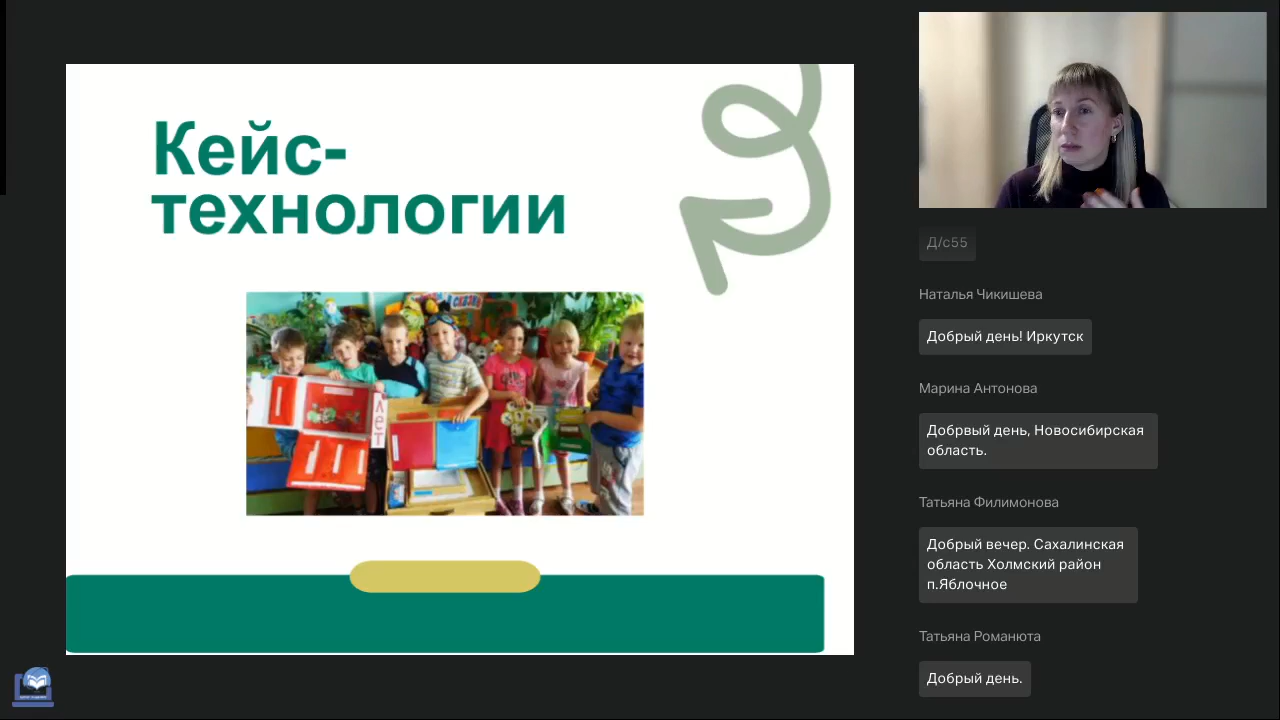 Кейс-
технологии
ЛЕТ
Д/с55
Наталья Чикишева
Добрый день! Иркутск
Марина Антонова
Добрвый день, Новосибирская
область.
Татьяна Филимонова
Добрый вечер. Сахалинская
область Холмский район
п.Яблочное
Татьяна Романюта
Добрый день.